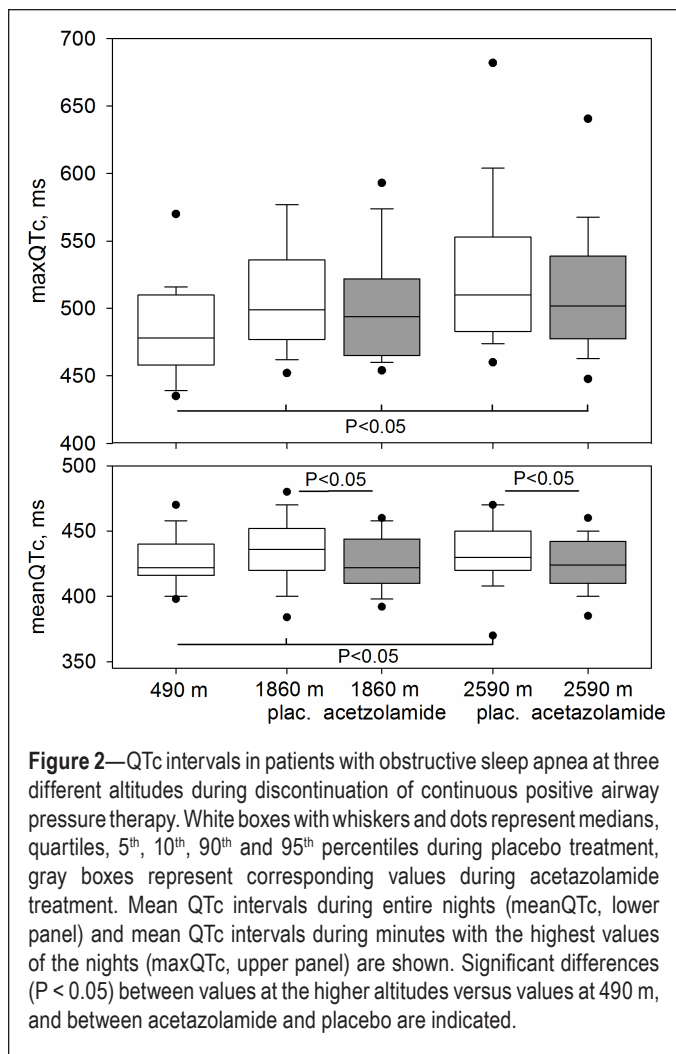 700
650
600
550
500
450
400
maxQTc, ms
P<0.05
500
450
400
350
meanQTc, ms
P<0.05
P<0.05
P<0.05
490 m
1860 m
plac.
1860 m
acetzolamide
2590 m
plac.
2590 m
acetazolamide
Figure 2—QTc intervals in patients with obstructive sleep apnea at three
different altitudes during discontinuation of continuous positive airway
pressure therapy. White boxes with whiskers and dots represent medians,
quartiles, 5th, 10th, 90th and 95th percentiles during placebo treatment,
gray boxes represent corresponding values during acetazolamide
treatment. Mean QTc intervals during entire nights (meanQTc, lower
panel) and mean QTc intervals during minutes with the highest values
of the nights (maxQTc, upper panel) are shown. Significant differences
(P < 0.05) between values at the higher altitudes versus values at 490 m,
and between acetazolamide and placebo are indicated.